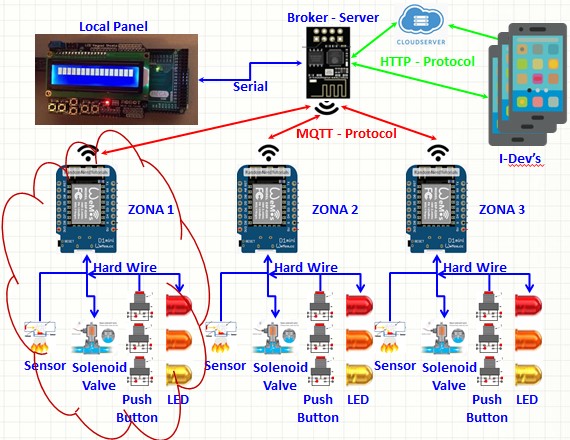 Local Panel
Broker - Server
CLOUDSERVER
HTTP - Protocol
Serial
MQTT - Protocol
I-Dev's
ZONA 1
ZONA 2
ZONA 3
Hard Wire
Hard Wire
Hard Wire
Sensor
Solenoid
Valve
Push
Button
LED
Sensor
Solenoid
Valve
Push
Button
LED
Sensor
Solenoid
Valve
Push
Button
LED